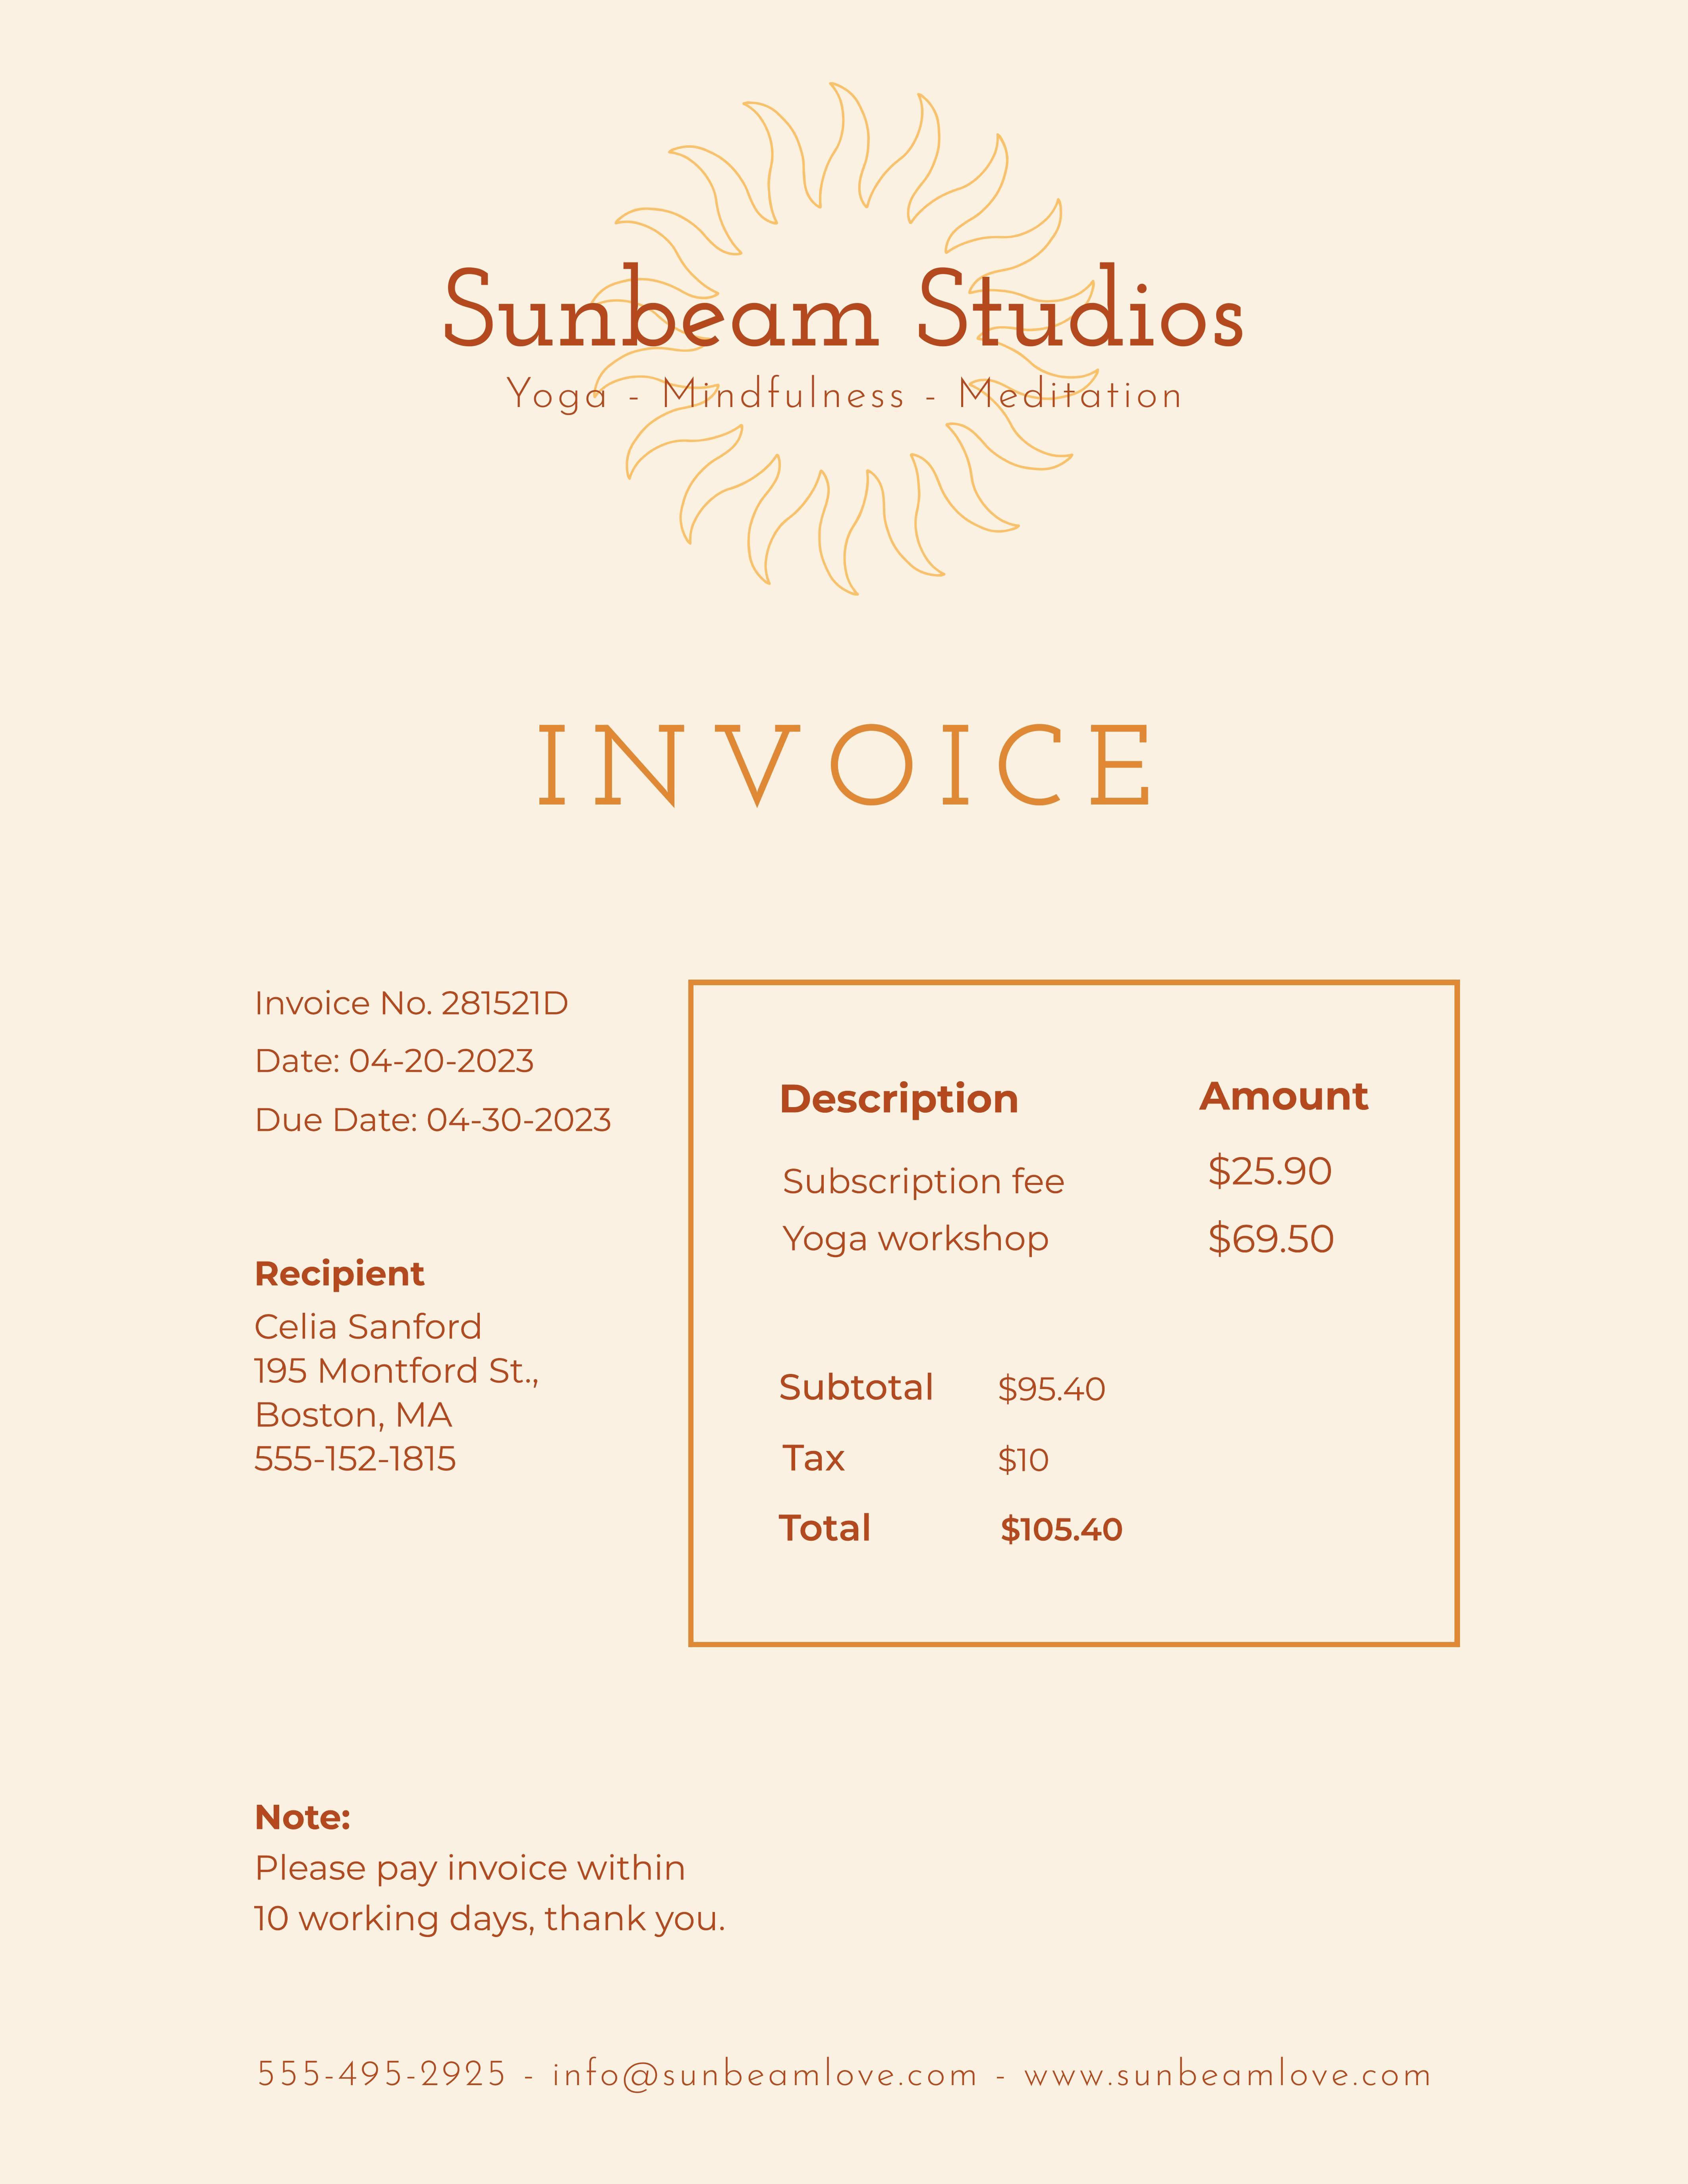 Sunbeam Studios
Yoga - Mindfulness - Meditation
INVOICE
Invoice No. 281521D
Date: 04-20-2023
Due Date: 04-30-2023
Recipient
Celia Sanford
195 Montford St.,
Boston, MA
555-152-1815
Description Amount
Subscription fee $25.90
Yoga workshop $69.50
Subtotal $95.40
Tax $10
Total $105.40
Note:
Please pay invoice within
10 working days, thank you.
555-495-2925 - info@sunbeamlove.com - www.sunbeamlove.com